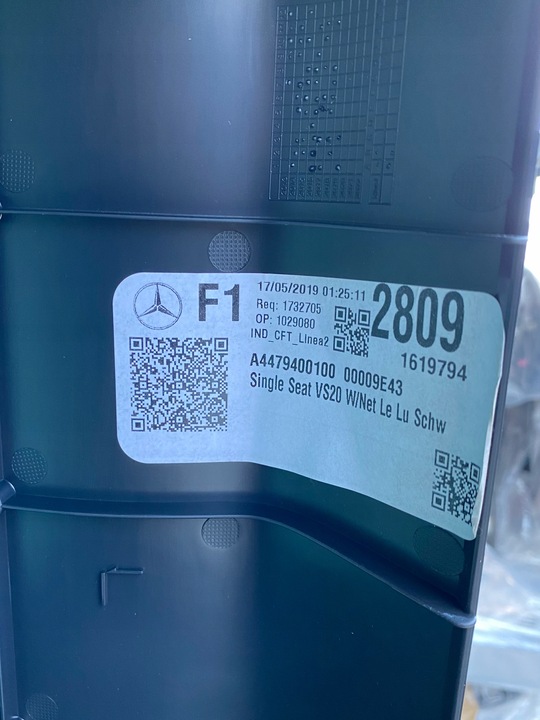 F1
17/05/2019 01:25:11
Req: 1732705
OP: 1029080
IND_CFT_Linea2
2809
1619794
A4479400100 00009E43
Single Seat VS20 W/Net Le Lu Schw